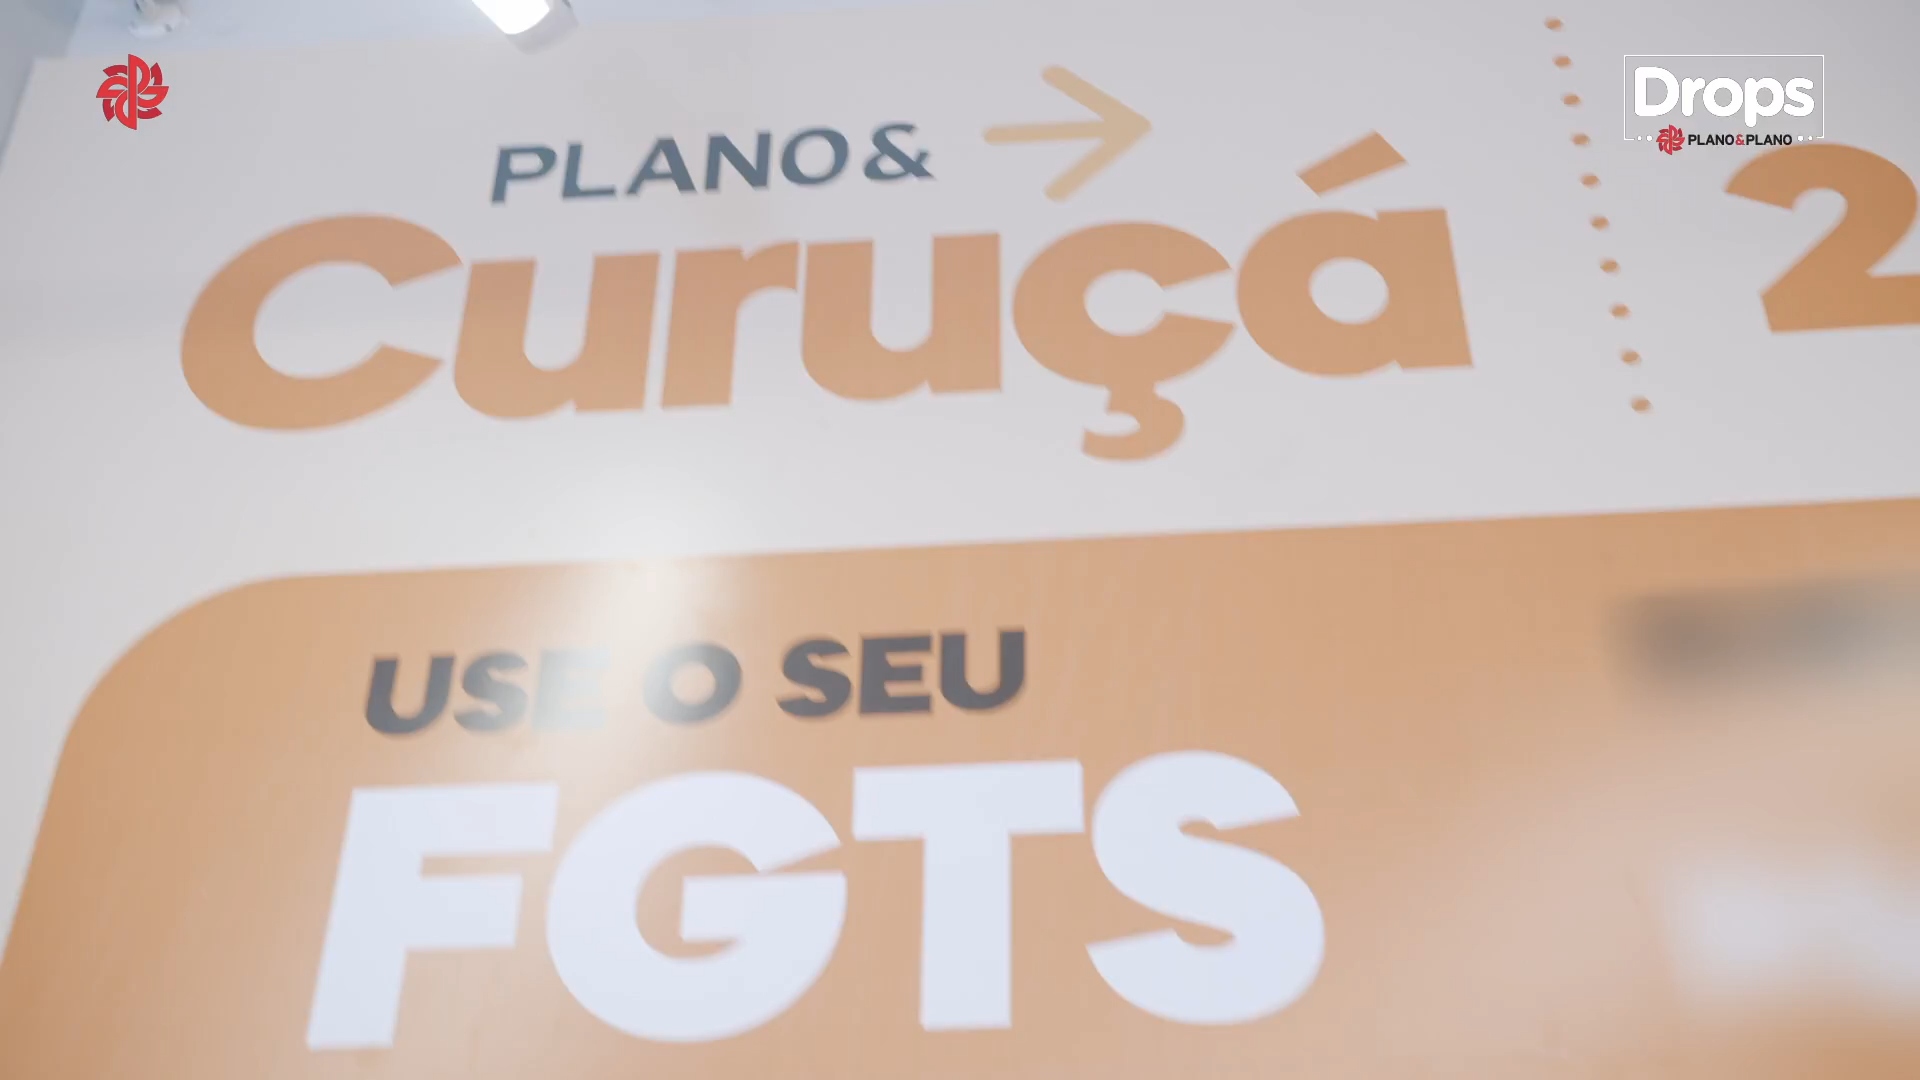 Drops
PLANO&PLANO
PLANO&
Curuçá
2
USE O SEU
FGTS